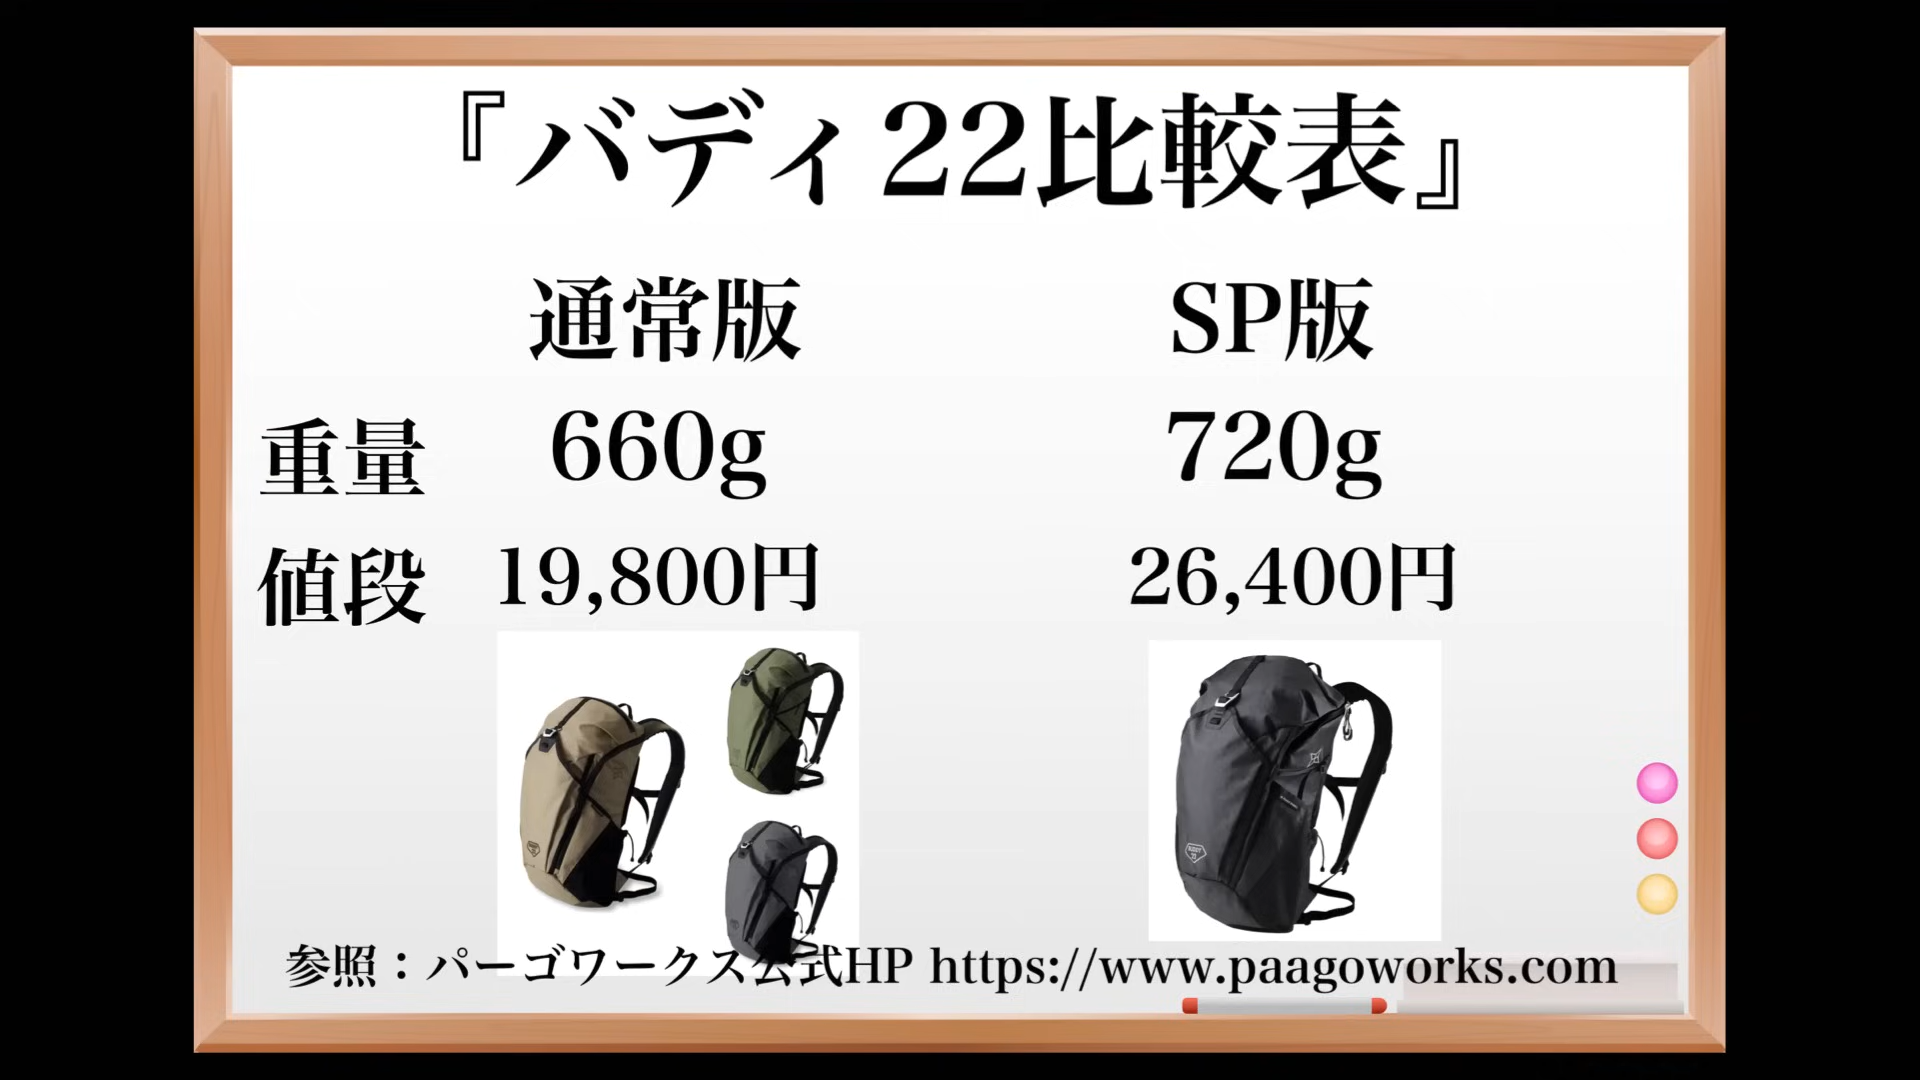 『バディ22比較表』
通常版 SP版
重量 660g 720g
値段 19,800円 26,400円
参照：パーゴワークス公式HP https://www.paagoworks.com